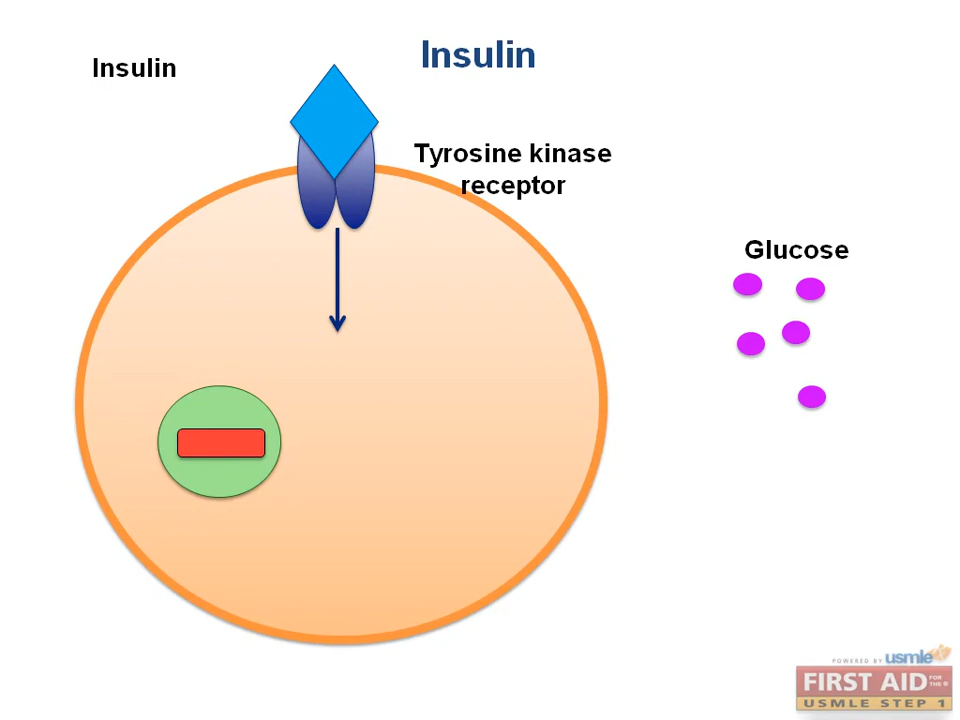 Insulin
Insulin
Tyrosine kinase
receptor
Glucose
POWERED BY usmle
FIRST AID FOR THE ®
USMLE STEP 1